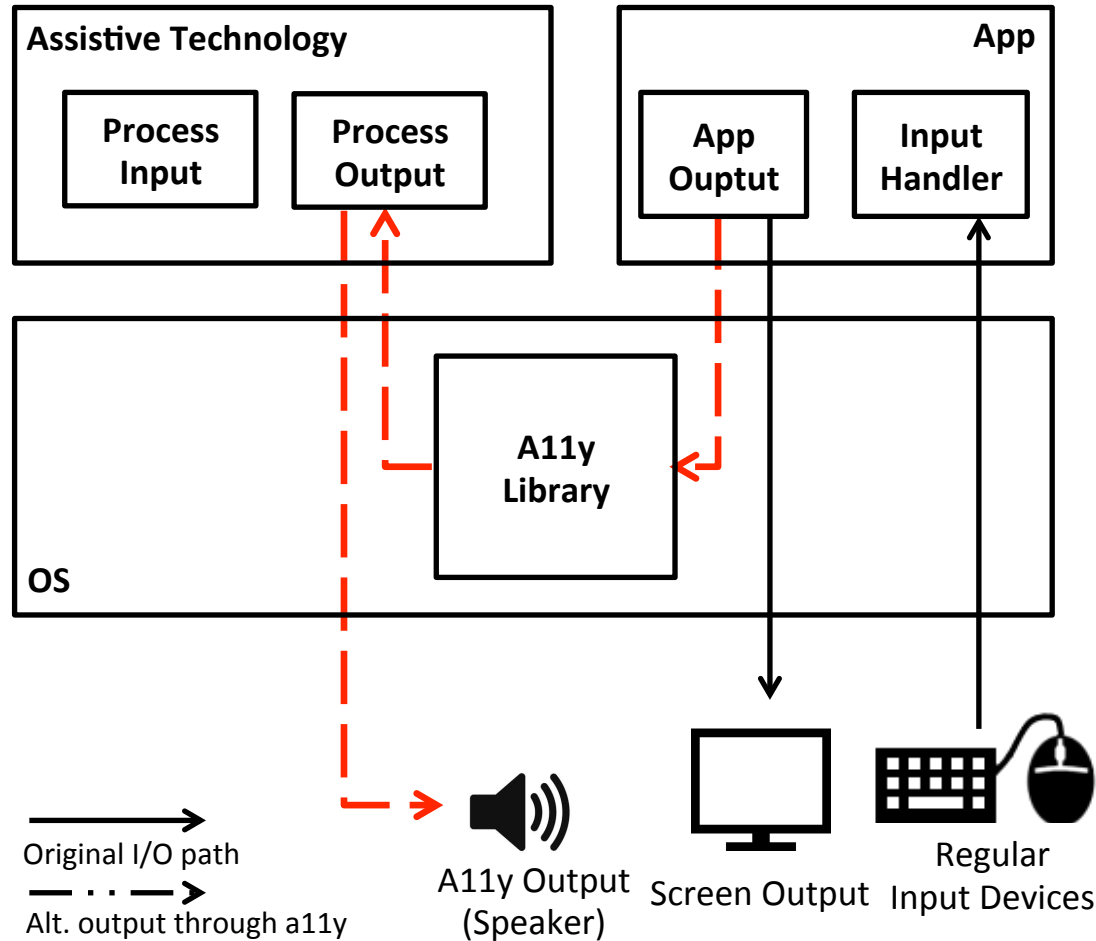 Assistive Technology
App
Process
Input
Process
Output
App
Ouptut
Input
Handler
A11y
Library
OS
Original I/O path
Alt. output through a11y
A11y Output
(Speaker)
Screen Output
Regular
Input Devices